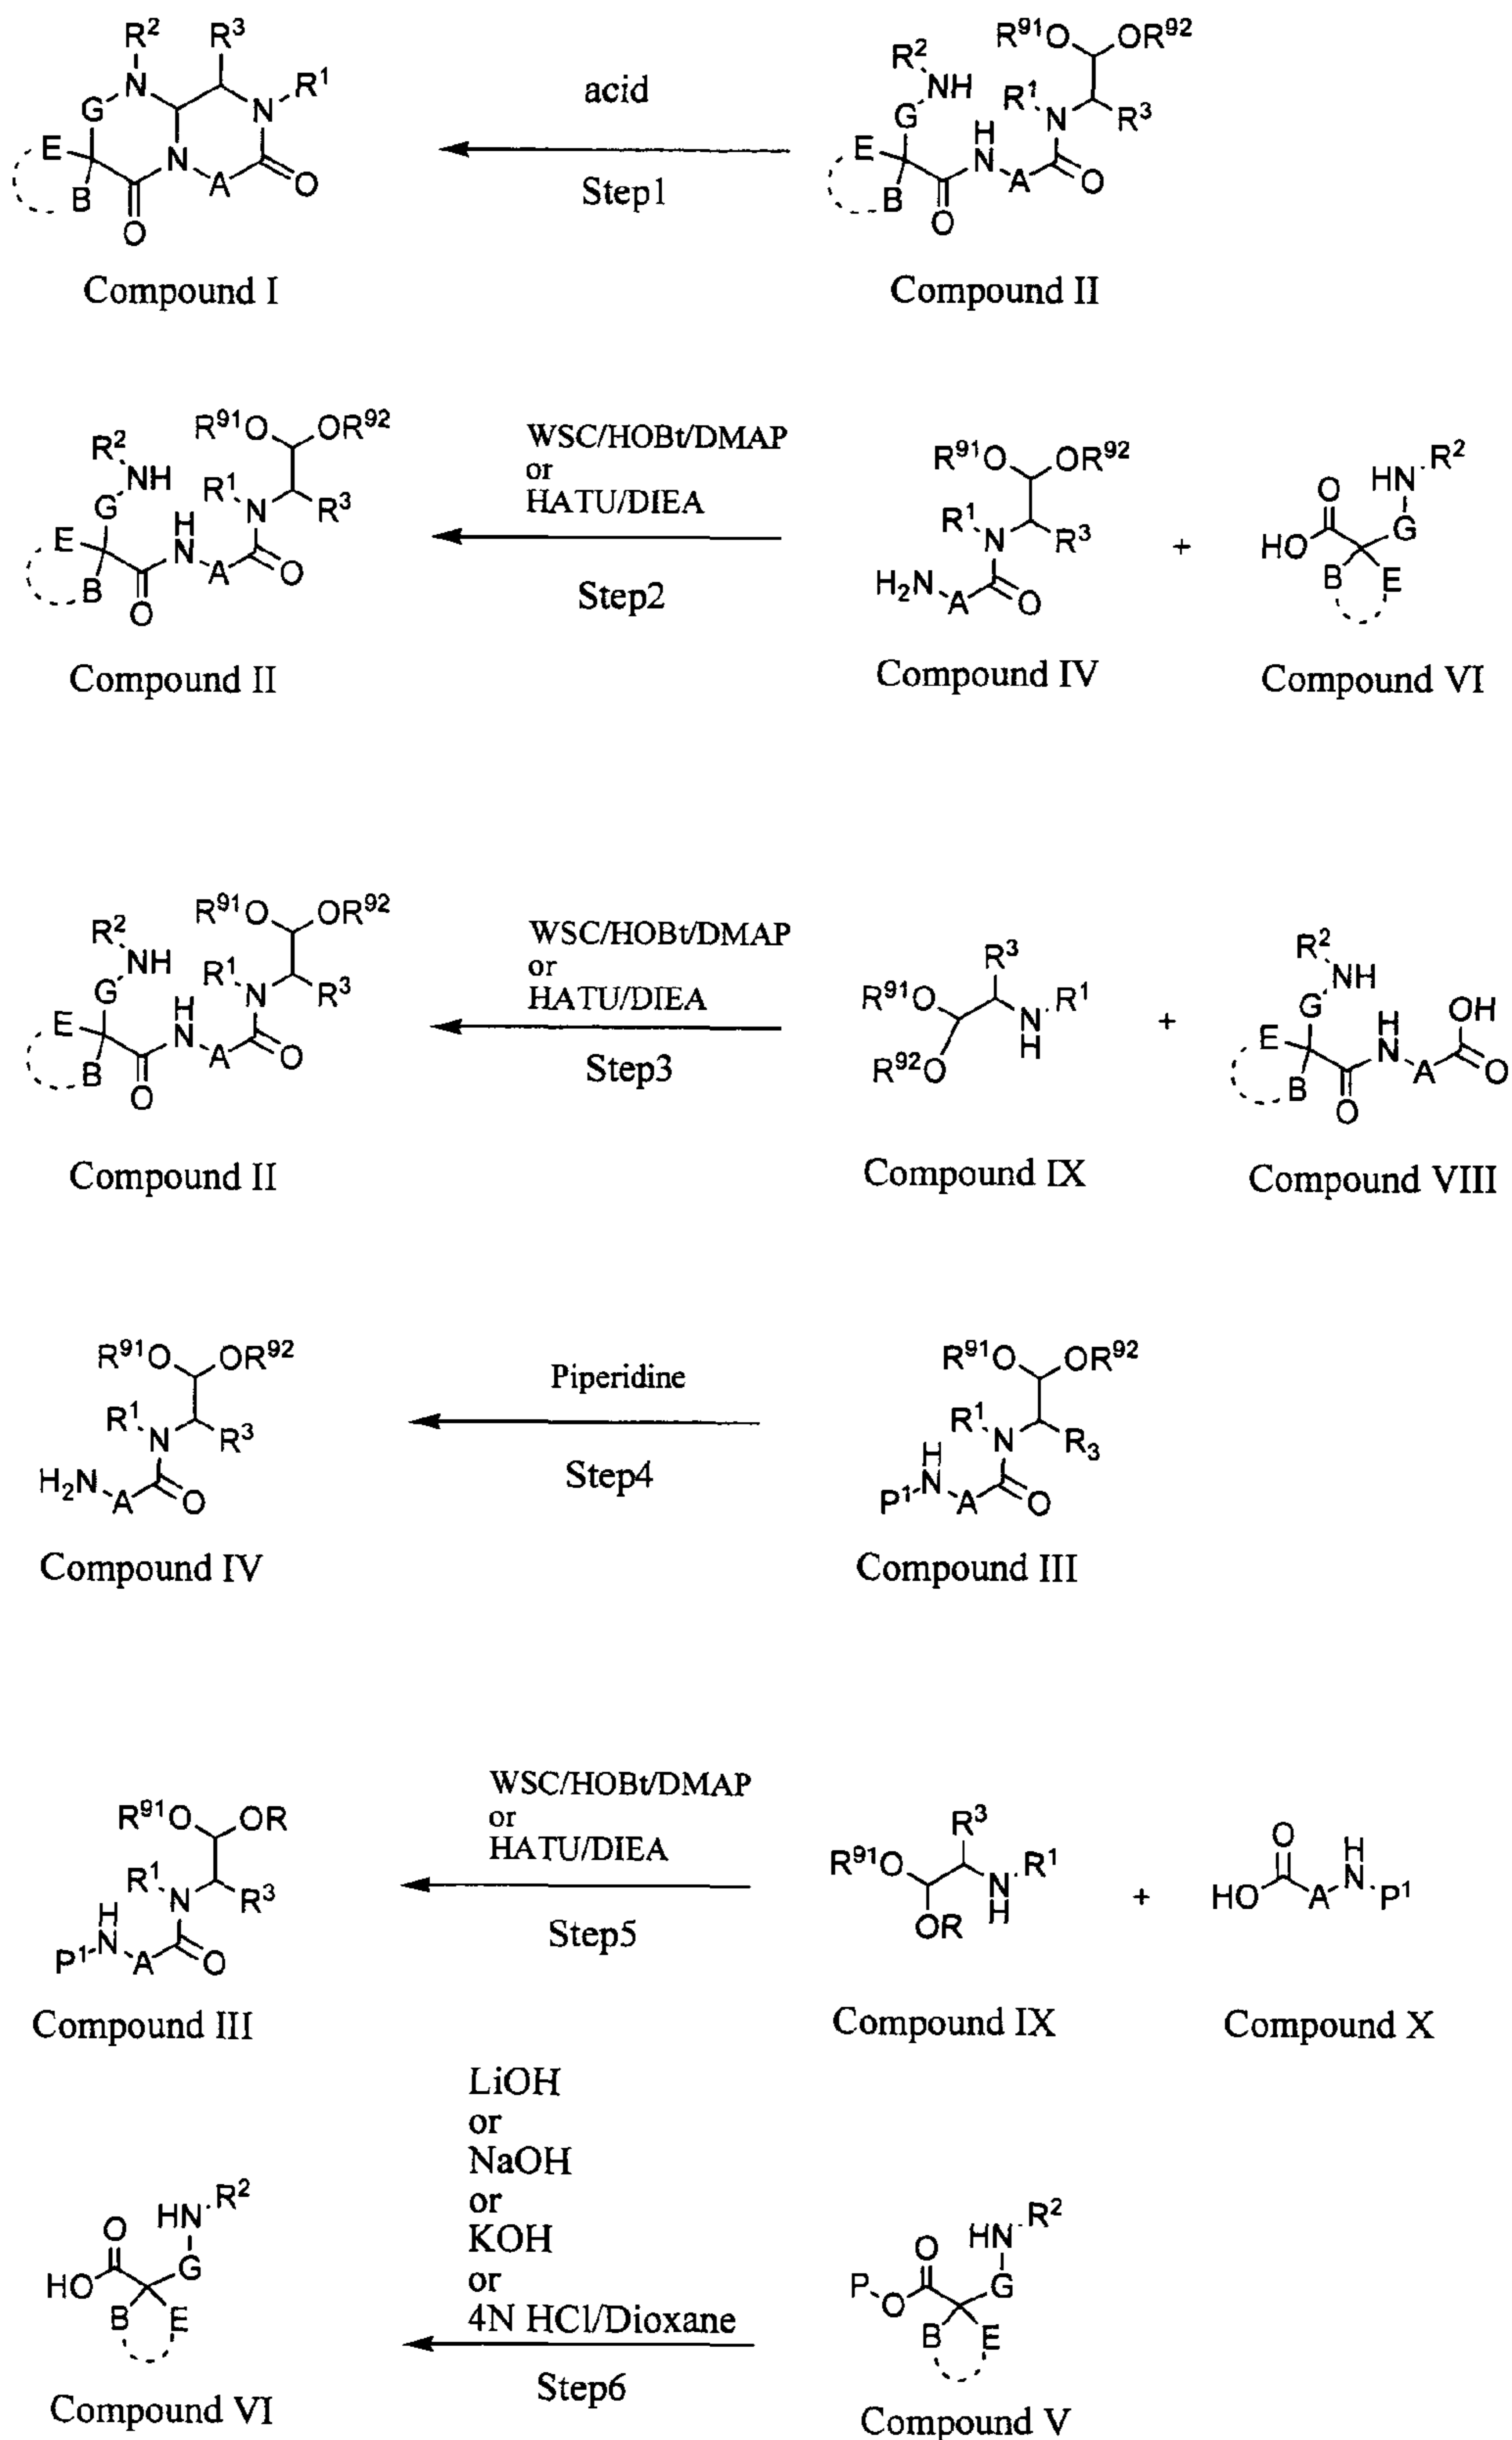 R² R³
N G N R¹
E B N A O
O
acid
Step1
R⁹¹O OR⁹²
R² NH
G R¹ N R³
E B H N A O
O
Compound I
Compound II
R⁹¹O OR⁹²
R² NH
G R¹ N R³
E B H N A O
O
WSC/HOBt/DMAP
or
HATU/DIEA
Step2
R⁹¹O OR⁹²
R¹ N R³
H₂N A O
+
HN R²
O
HO G
B E
Compound II
Compound IV
Compound VI
R⁹¹O OR⁹²
R² NH
G R¹ N R³
E B H N A O
O
WSC/HOBt/DMAP
or
HATU/DIEA
Step3
R³
R⁹¹O N R¹
H
R⁹²O
+
R² NH
G OH
E B H N A O
O
Compound II
Compound IX
Compound VIII
R⁹¹O OR⁹²
R¹ N R³
H₂N A O
Piperidine
Step4
R⁹¹O OR⁹²
R¹ N R₃
P¹ H N A O
Compound IV
Compound III
R⁹¹O OR
R¹ N R³
P¹ H N A O
WSC/HOBt/DMAP
or
HATU/DIEA
Step5
R³
R⁹¹O N R¹
OR H
+
O H
HO A N P¹
Compound III
Compound IX
Compound X
HN R²
O
HO G
B E
LiOH
or
NaOH
or
KOH
or
4N HCl/Dioxane
Step6
HN R²
O
P O G
B E
Compound VI
Compound V